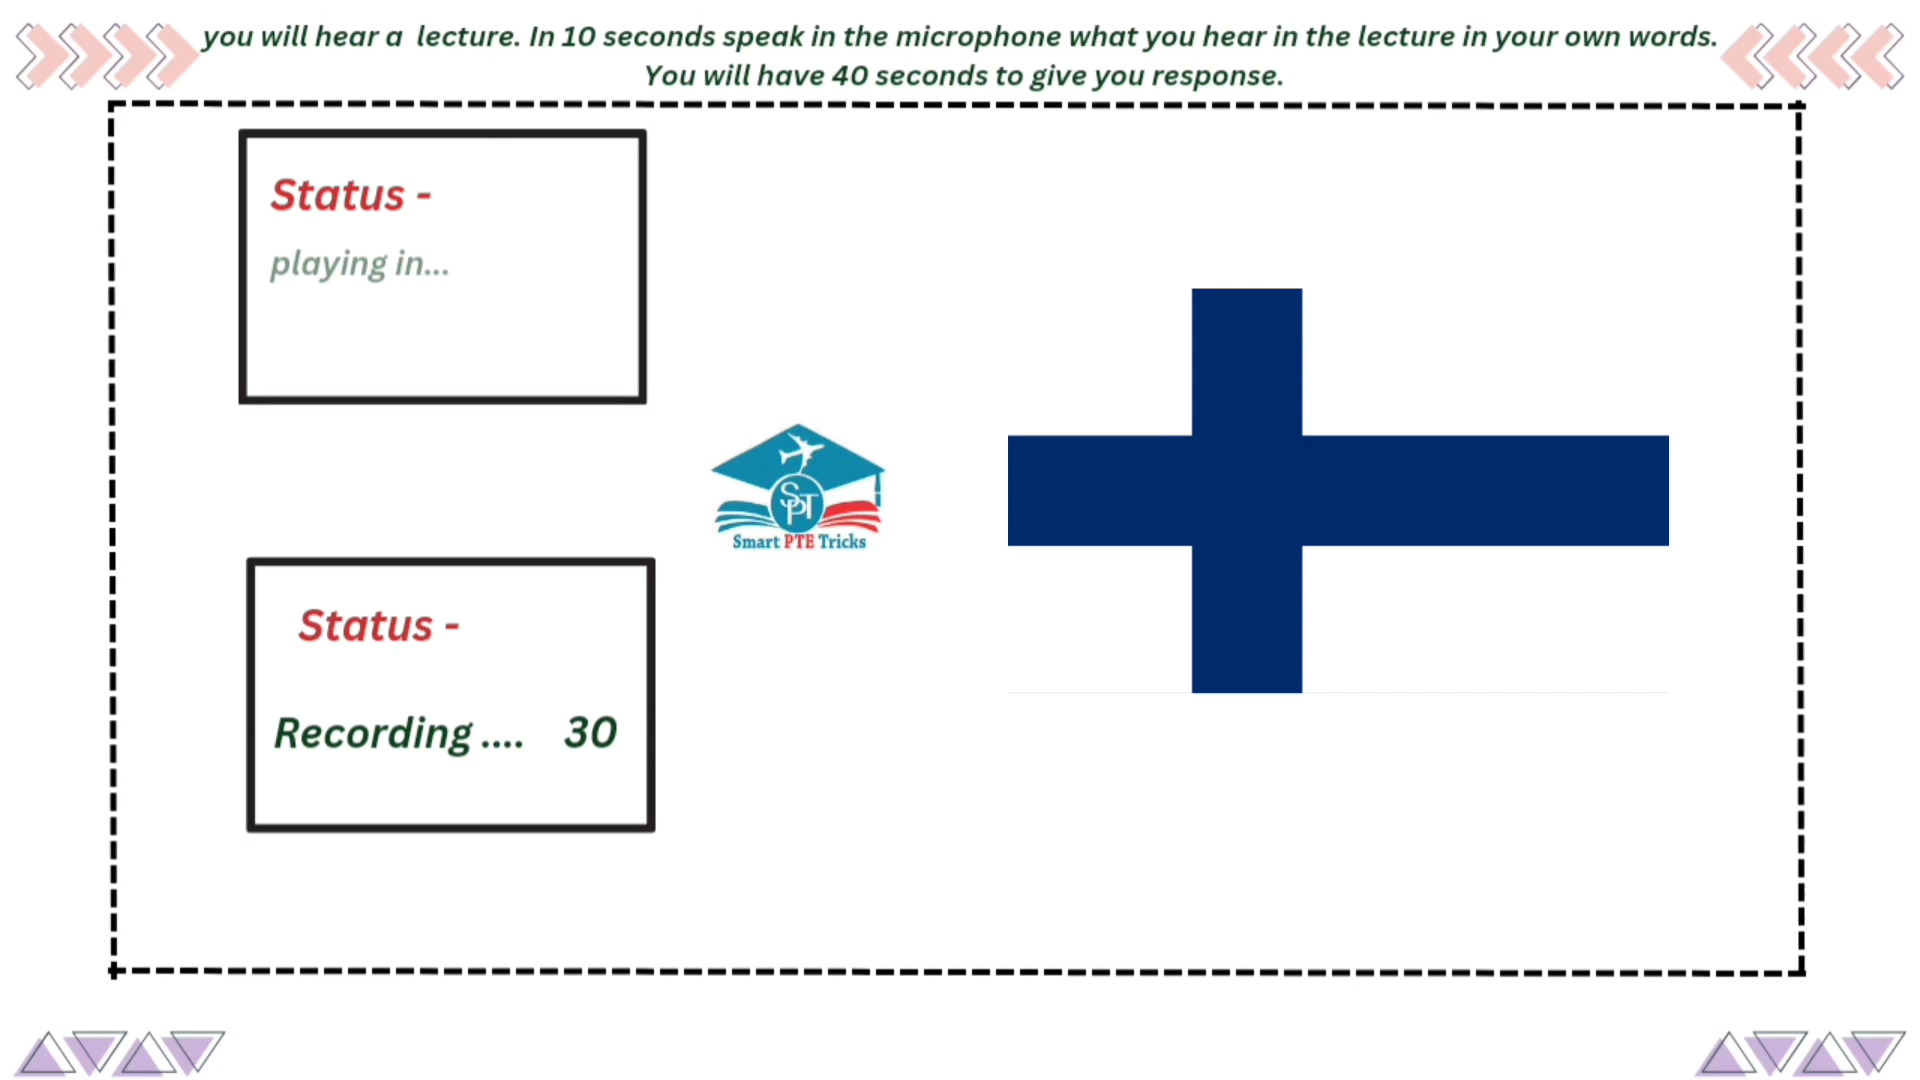 you will hear a lecture. In 10 seconds speak in the microphone what you hear in the lecture in your own words.
You will have 40 seconds to give you response.
Status -
playing in...
SPT
Smart PTE Tricks
Status -
Recording .... 30